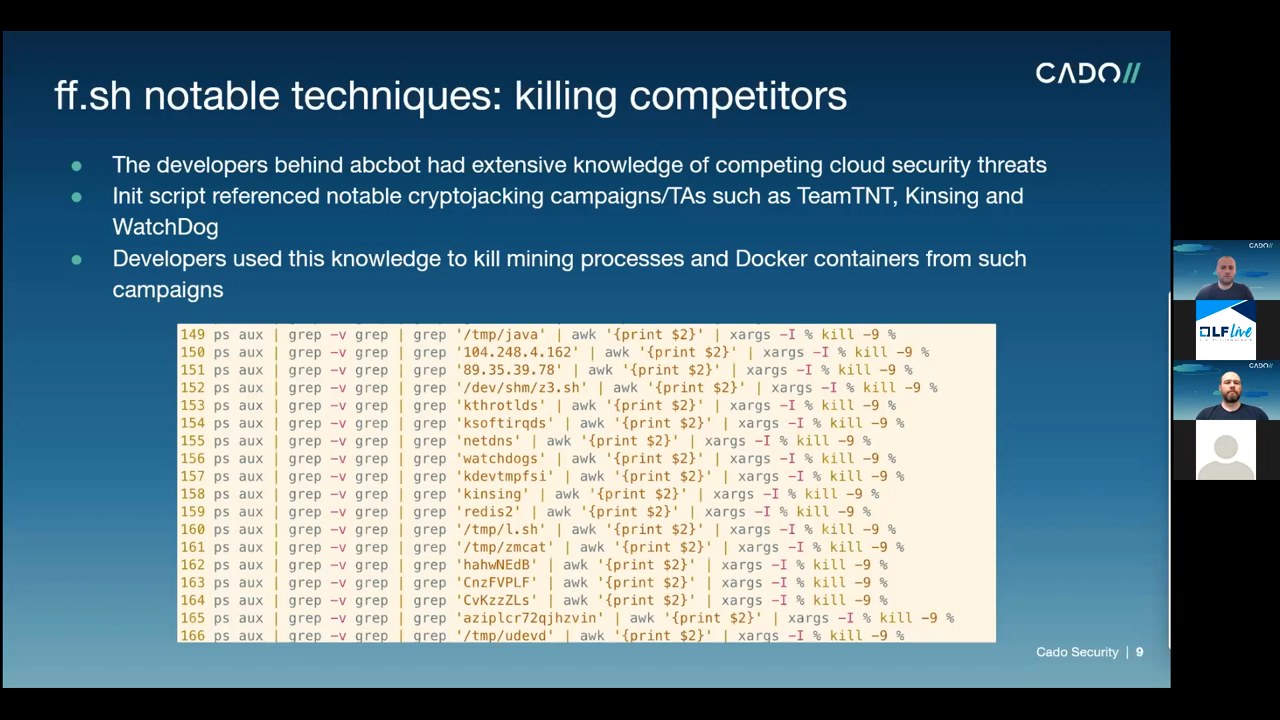 CADO//
ff.sh notable techniques: killing competitors
● The developers behind abcbot had extensive knowledge of competing cloud security threats
● Init script referenced notable cryptojacking campaigns/TAs such as TeamTNT, Kinsing and
WatchDog
● Developers used this knowledge to kill mining processes and Docker containers from such
campaigns
149 ps aux | grep -v grep | grep '/tmp/java' | awk '{print $2}' | xargs -I % kill -9 %
150 ps aux | grep -v grep | grep '104.248.4.162' | awk '{print $2}' | xargs -I % kill -9 %
151 ps aux | grep -v grep | grep '89.35.39.78' | awk '{print $2}' | xargs -I % kill -9 %
152 ps aux | grep -v grep | grep '/dev/shm/z3.sh' | awk '{print $2}' | xargs -I % kill -9 %
153 ps aux | grep -v grep | grep 'kthrotlds' | awk '{print $2}' | xargs -I % kill -9 %
154 ps aux | grep -v grep | grep 'ksoftirqds' | awk '{print $2}' | xargs -I % kill -9 %
155 ps aux | grep -v grep | grep 'netdns' | awk '{print $2}' | xargs -I % kill -9 %
156 ps aux | grep -v grep | grep 'watchdogs' | awk '{print $2}' | xargs -I % kill -9 %
157 ps aux | grep -v grep | grep 'kdevtmpfsi' | awk '{print $2}' | xargs -I % kill -9 %
158 ps aux | grep -v grep | grep 'kinsing' | awk '{print $2}' | xargs -I % kill -9 %
159 ps aux | grep -v grep | grep 'redis2' | awk '{print $2}' | xargs -I % kill -9 %
160 ps aux | grep -v grep | grep '/tmp/l.sh' | awk '{print $2}' | xargs -I % kill -9 %
161 ps aux | grep -v grep | grep '/tmp/zmcat' | awk '{print $2}' | xargs -I % kill -9 %
162 ps aux | grep -v grep | grep 'hahwNEdB' | awk '{print $2}' | xargs -I % kill -9 %
163 ps aux | grep -v grep | grep 'CnzFVPLF' | awk '{print $2}' | xargs -I % kill -9 %
164 ps aux | grep -v grep | grep 'CvKzzZLs' | awk '{print $2}' | xargs -I % kill -9 %
165 ps aux | grep -v grep | grep 'aziplcr72qjhzvin' | awk '{print $2}' | xargs -I % kill -9 %
166 ps aux | grep -v grep | grep '/tmp/udevd' | awk '{print $2}' | xargs -I % kill -9 %
Cado Security | 9
CADO//
LF live
CADO//